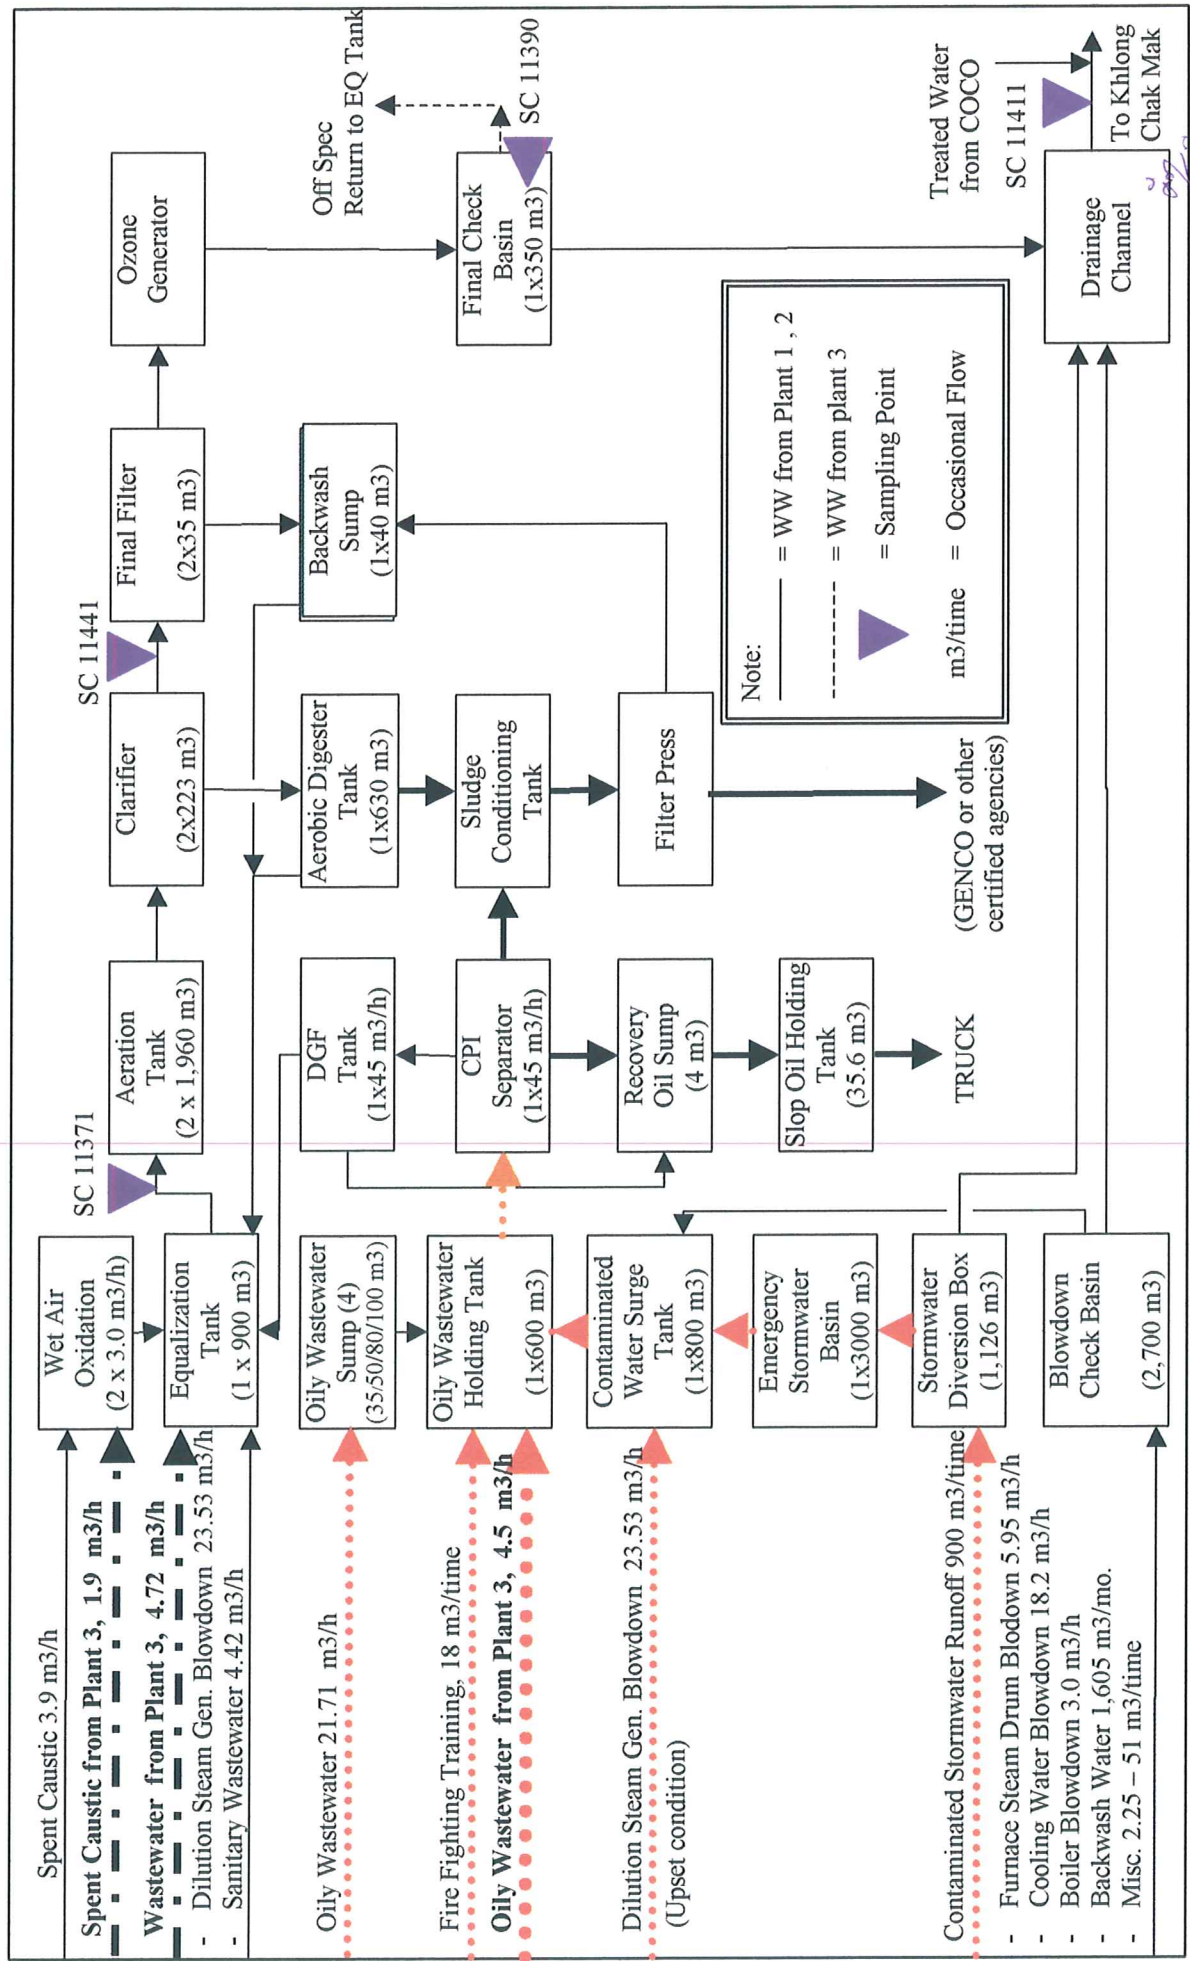 Spent Caustic 3.9 m3/h
Spent Caustic from Plant 3, 1.9 m3/h
Wastewater from Plant 3, 4.72 m3/h
- Dilution Steam Gen. Blowdown 23.53 m3/h
- Sanitary Wastewater 4.42 m3/h
Oily Wastewater 21.71 m3/h
Fire Fighting Training, 18 m3/time
Oily Wastewater from Plant 3, 4.5 m3/h
Dilution Steam Gen. Blowdown 23.53 m3/h
(Upset condition)
Contaminated Stormwater Runoff 900 m3/time
- Furnace Steam Drum Blodown 5.95 m3/h
- Cooling Water Blowdown 18.2 m3/h
- Boiler Blowdown 3.0 m3/h
- Backwash Water 1,605 m3/mo.
- Misc. 2.25 – 51 m3/time
Wet Air
Oxidation
(2 x 3.0 m3/h)
Equalization
Tank
(1 x 900 m3)
Oily Wastewater
Sump (4)
(35/50/80/100 m3)
Oily Wastewater
Holding Tank
(1x600 m3)
Contaminated
Water Surge
Tank
(1x800 m3)
Emergency
Stormwater
Basin
(1x3000 m3)
Stormwater
Diversion Box
(1,126 m3)
Blowdown
Check Basin
(2,700 m3)
SC 11371
Aeration
Tank
(2 x 1,960 m3)
DGF
Tank
(1x45 m3/h)
CPI
Separator
(1x45 m3/h)
Recovery
Oil Sump
(4 m3)
Slop Oil Holding
Tank
(35.6 m3)
TRUCK
Clarifier
(2x223 m3)
Aerobic Digester
Tank
(1x630 m3)
Sludge
Conditioning
Tank
Filter Press
(GENCO or other
certified agencies)
SC 11441
Final Filter
(2x35 m3)
Backwash
Sump
(1x40 m3)
Ozone
Generator
Final Check
Basin
(1x350 m3)
Off Spec
Return to EQ Tank
SC 11390
Note:
= WW from Plant 1 , 2
= WW from plant 3
= Sampling Point
m3/time = Occasional Flow
Drainage
Channel
Treated Water
from COCO
SC 11411
To Khlong
Chak Mak